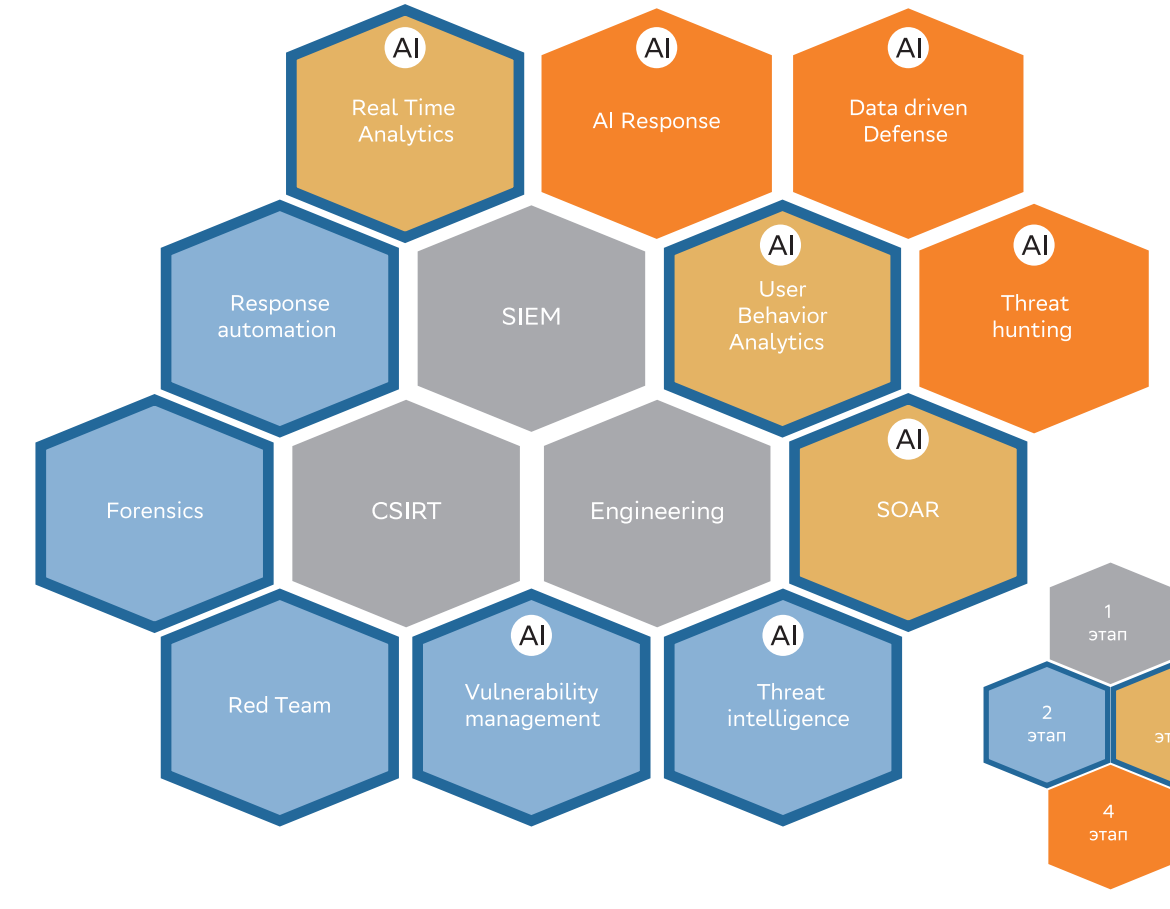 AI
Real Time
Analytics
AI
AI Response
AI
Data driven
Defense
Response
automation
SIEM
AI
User
Behavior
Analytics
AI
Threat
hunting
Forensics
CSIRT
Engineering
AI
SOAR
Red Team
AI
Vulnerability
management
AI
Threat
intelligence
1
этап
2
этап
4
этап